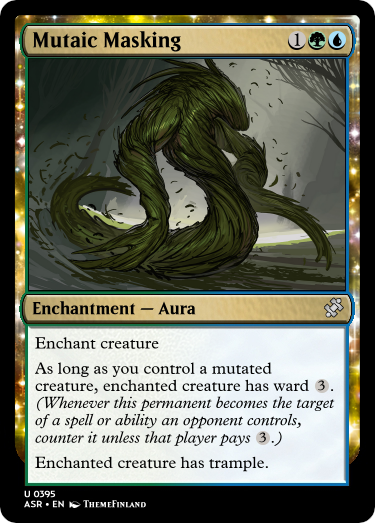 Mutaic Masking 1
Enchantment — Aura
Enchant creature
As long as you control a mutated
creature, enchanted creature has ward 3.
(Whenever this permanent becomes the target
of a spell or ability an opponent controls,
counter it unless that player pays 3.)
Enchanted creature has trample.
U 0395
ASR • EN ThemeFinland